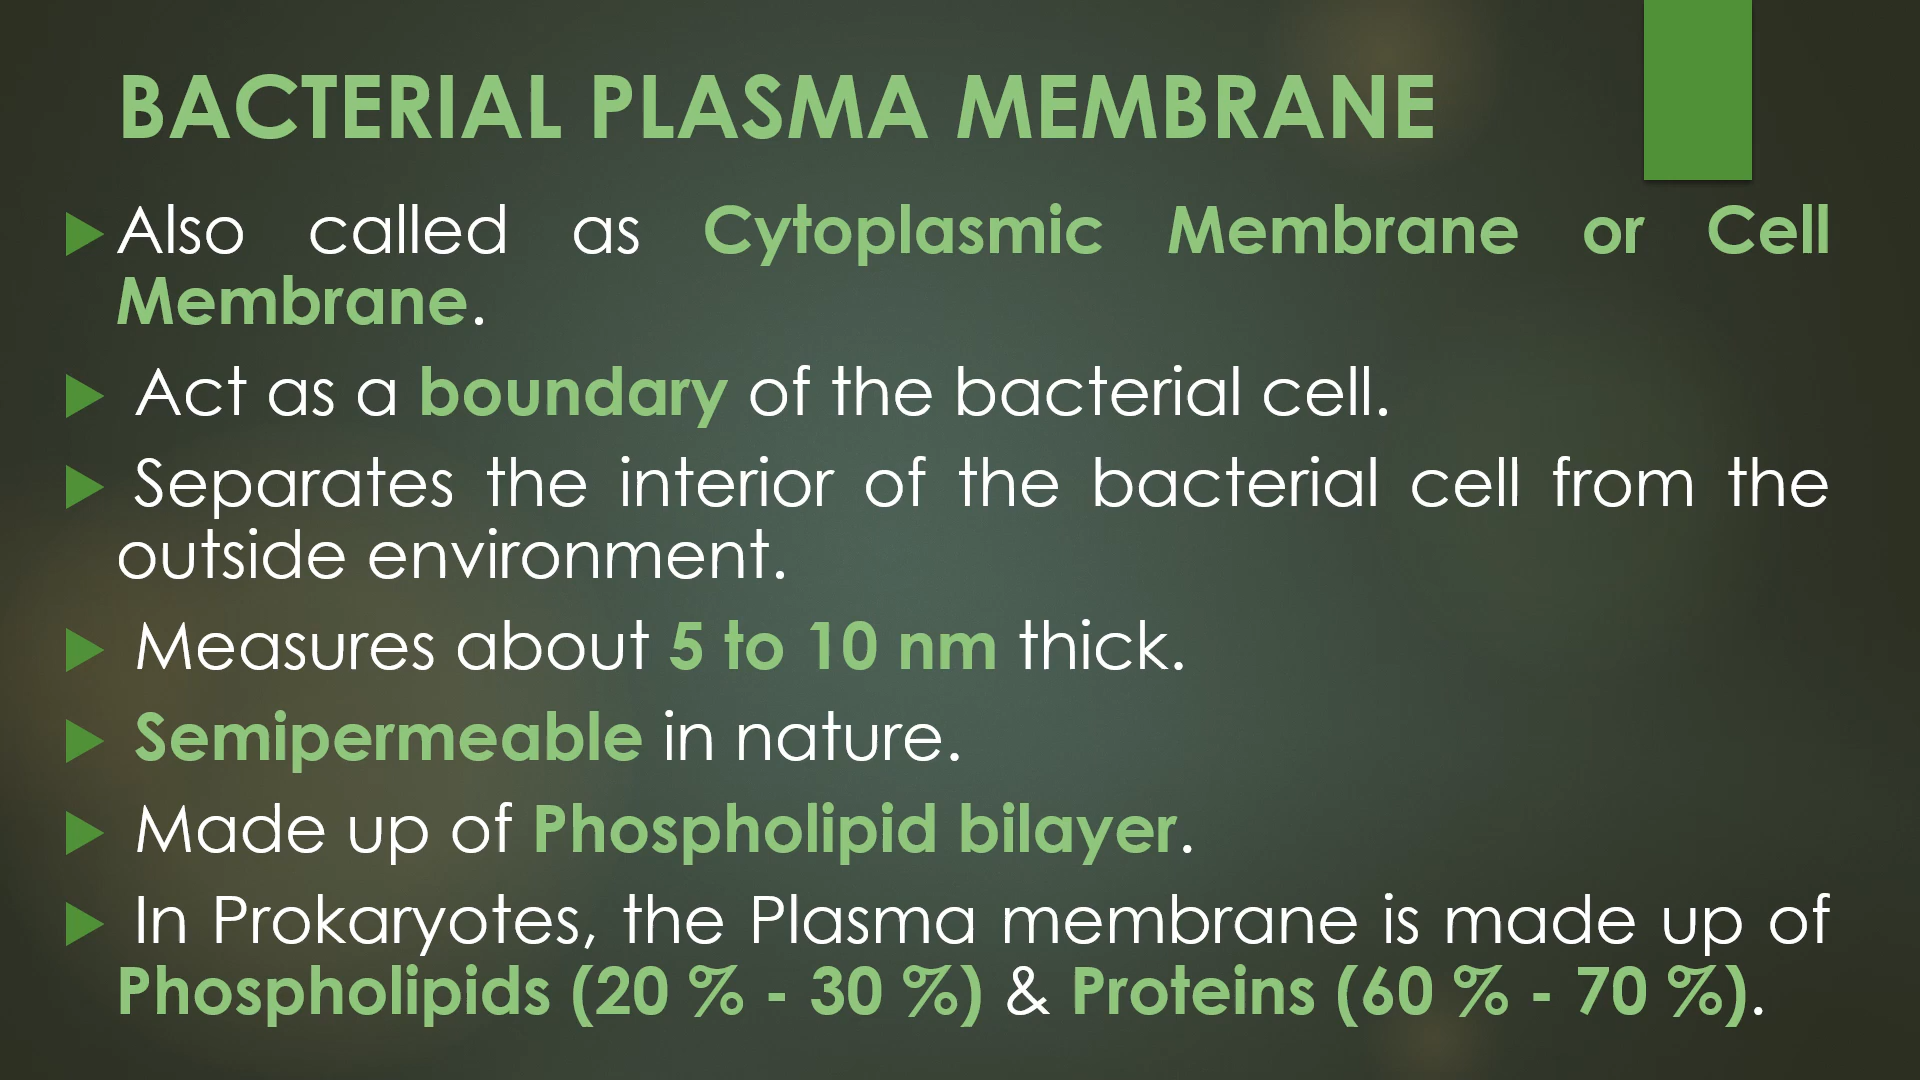 BACTERIAL PLASMA MEMBRANE
Also called as Cytoplasmic Membrane or Cell
Membrane.
Act as a boundary of the bacterial cell.
Separates the interior of the bacterial cell from the
outside environment.
Measures about 5 to 10 nm thick.
Semipermeable in nature.
Made up of Phospholipid bilayer.
In Prokaryotes, the Plasma membrane is made up of
Phospholipids (20 % - 30 %) & Proteins (60 % - 70 %).